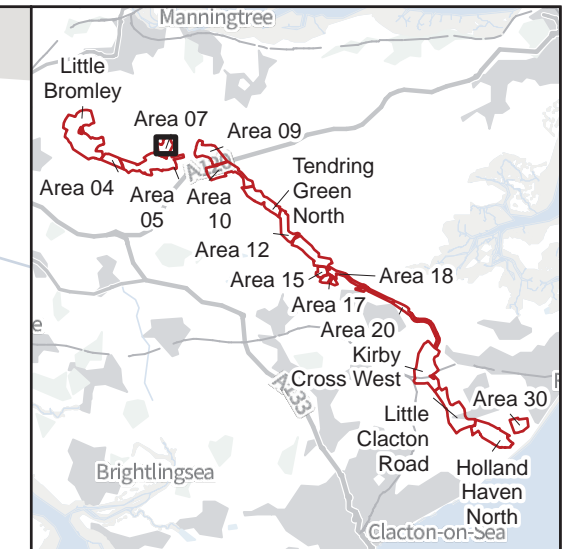 Manningtree
Little
Bromley
Area 07
Area 09
A120
Tendring
Green
North
Area 04
Area
05
Area
10
Area 12
Area 15
Area 18
Area 17
Area 20
Kirby
Cross West
A133
Area 30
Little
Clacton
Road
Holland
Haven
North
Brightlingsea
Clacton-on-Sea